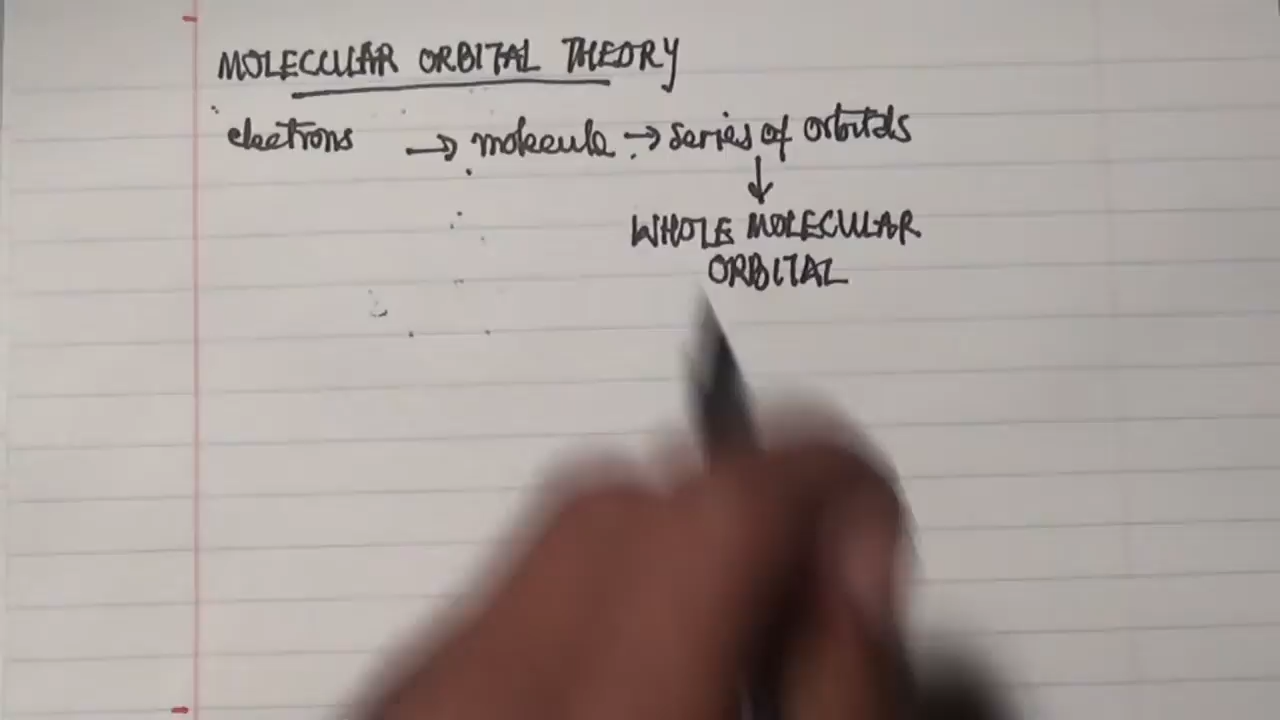 MOLECULAR ORBITAL THEORY
electrons → molecule → series of orbitals
↓
WHOLE MOLECULAR
ORBITAL